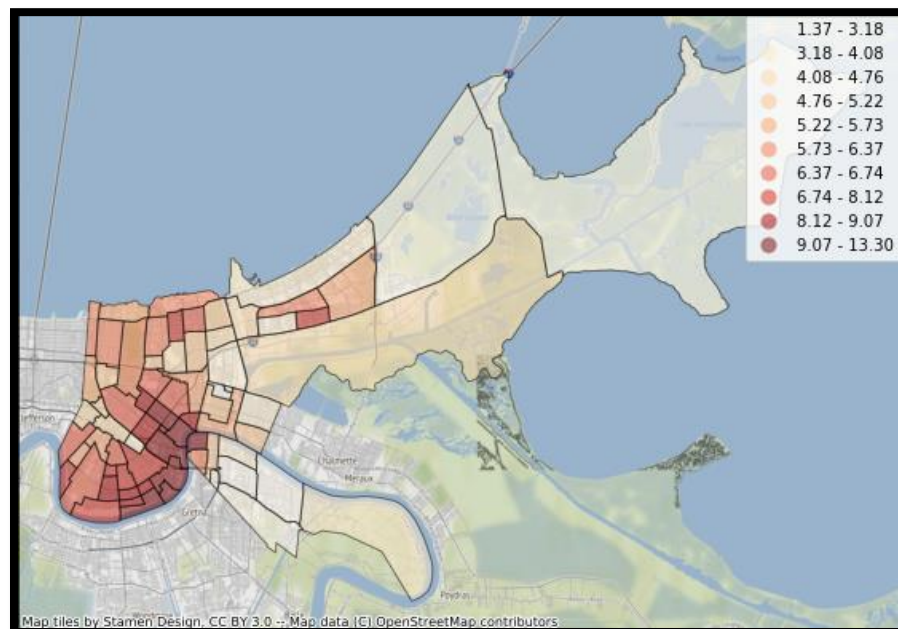 1.37 - 3.18
3.18 - 4.08
4.08 - 4.76
4.76 - 5.22
5.22 - 5.73
5.73 - 6.37
6.37 - 6.74
6.74 - 8.12
8.12 - 9.07
9.07 - 13.30
Jefferson
Chalmette
Meraux
Gretna
Poydras
Map tiles by Stamen Design, CC BY 3.0 -- Map data (C) OpenStreetMap contributors